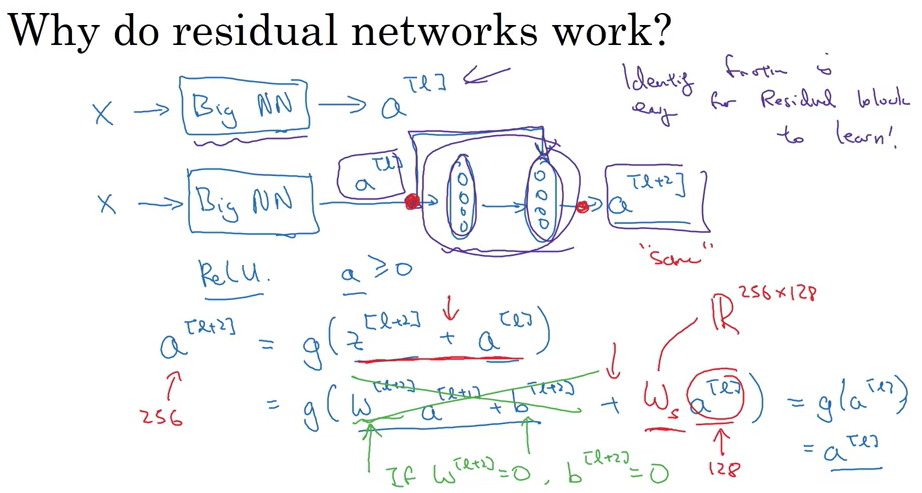 Why do residual networks work?
X → Big NN → a^[l]
Identity function is
easy for Residual block
to learn!
X → Big NN a^[l] → a^[l+2]
"same"
ReLU. a ≥ 0
ℝ^256×128
a^[l+2] = g(z^[l+2] + a^[l])
256
= g(W^[l+2] a^[l+1] + b^[l+2] + W_s a^[l]) = g(a^[l])
= a^[l]
128
If W^[l+2] = 0, b^[l+2] = 0